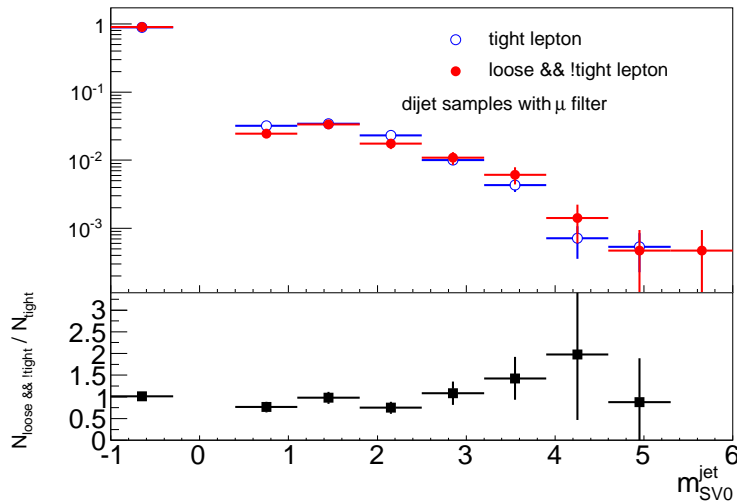 1
10⁻¹
10⁻²
10⁻³
tight lepton
loose && !tight lepton
dijet samples with μ filter
N_loose && !tight / N_tight
3
2.5
2
1.5
1
0.5
0
-1 0 1 2 3 4 5 6
m_SV0^jet